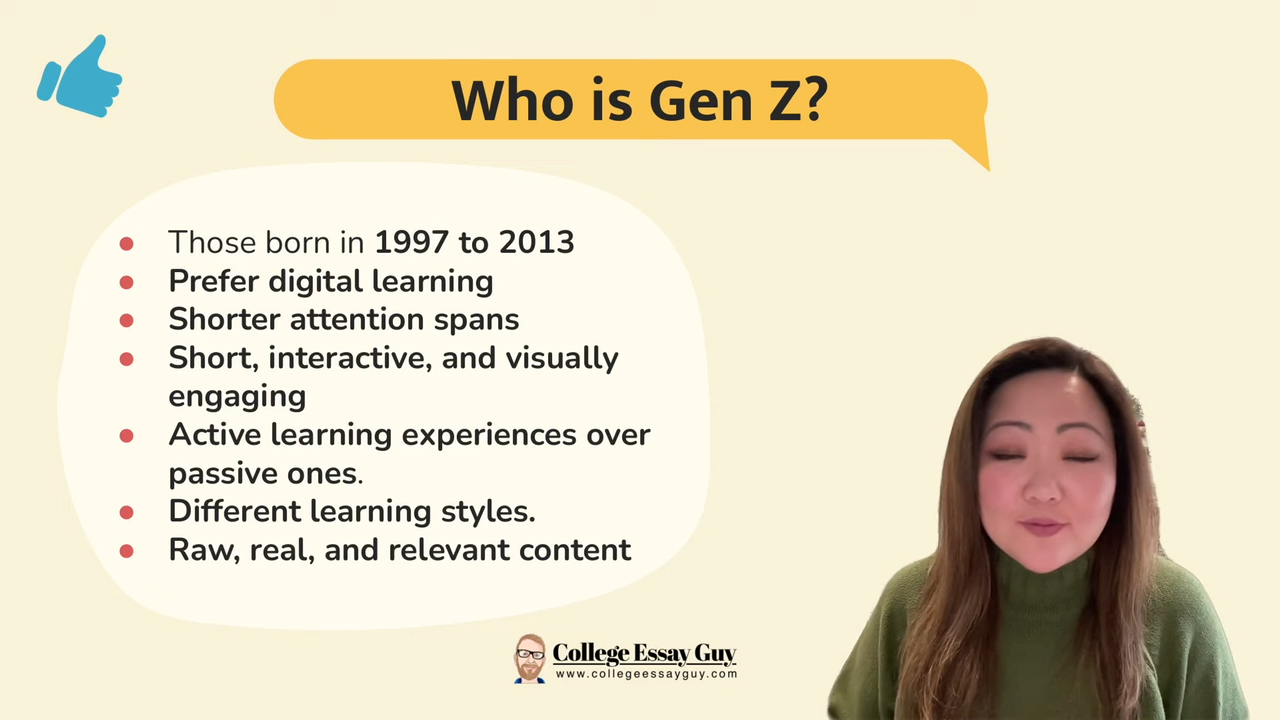 Who is Gen Z?
● Those born in 1997 to 2013
● Prefer digital learning
● Shorter attention spans
● Short, interactive, and visually
engaging
● Active learning experiences over
passive ones.
● Different learning styles.
● Raw, real, and relevant content
College Essay Guy
www.collegeessayguy.com